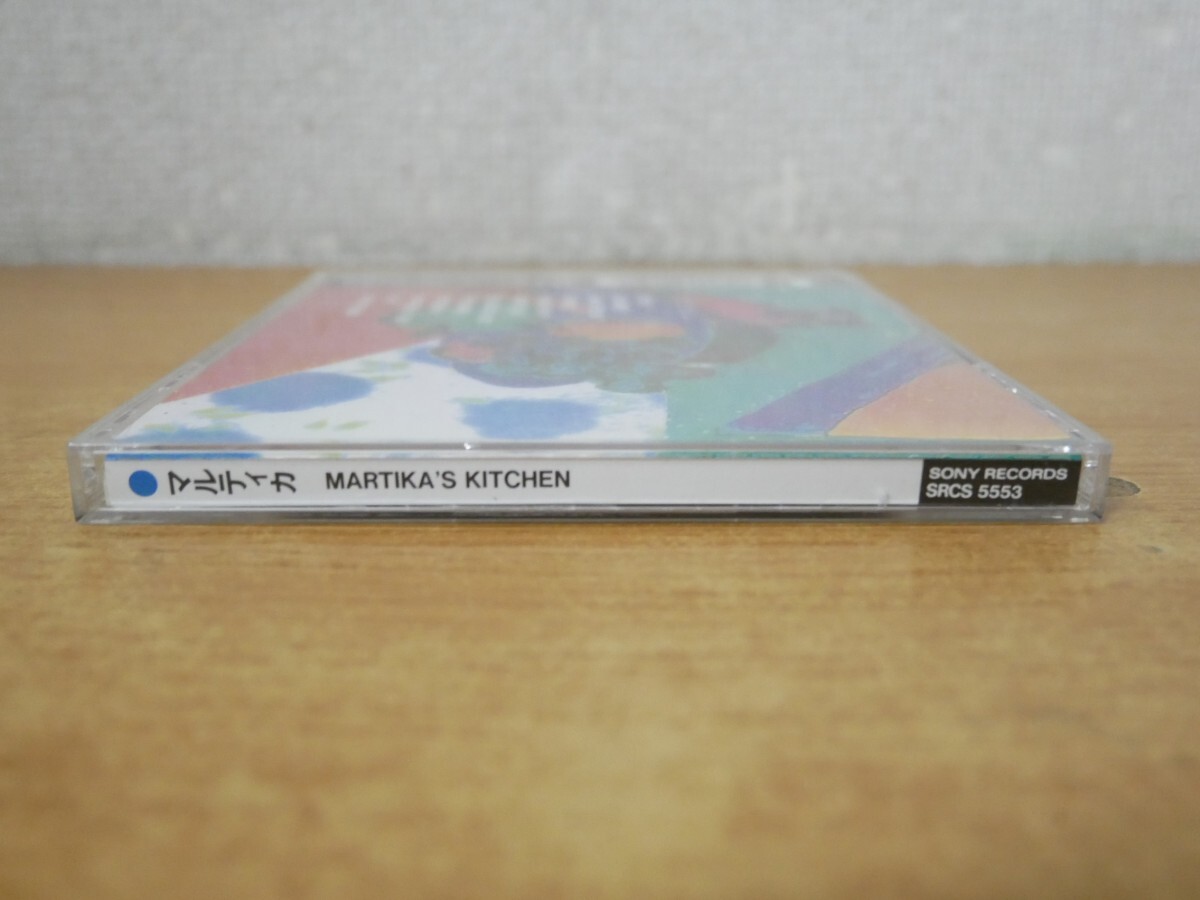 マルティカ MARTIKA'S KITCHEN
SONY RECORDS
SRCS 5553